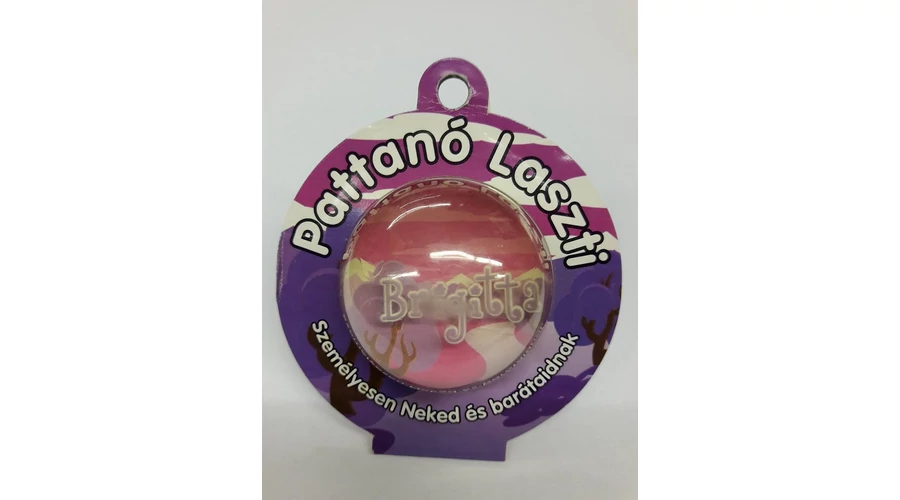 Pattanó Laszti
Brigitta
Személyesen Neked és barátaidnak